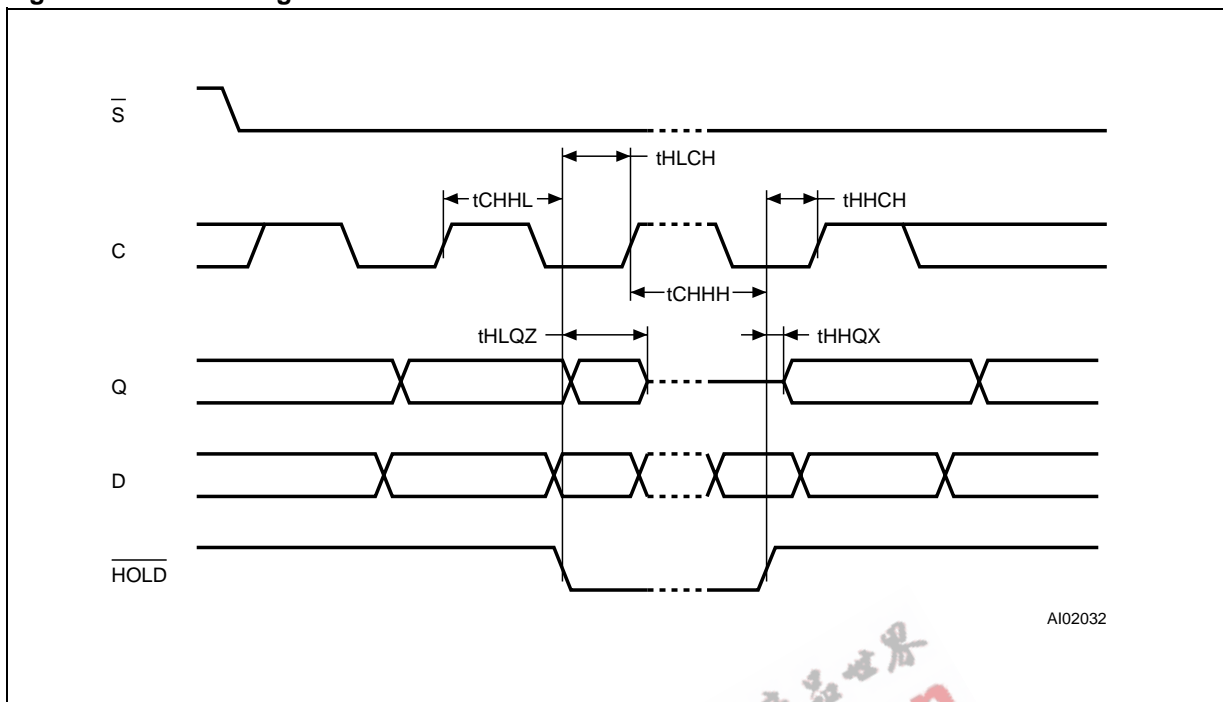 S
tHLCH
tCHHL
tHHCH
C
tCHHH
tHLQZ
tHHQX
Q
D
HOLD
AI02032